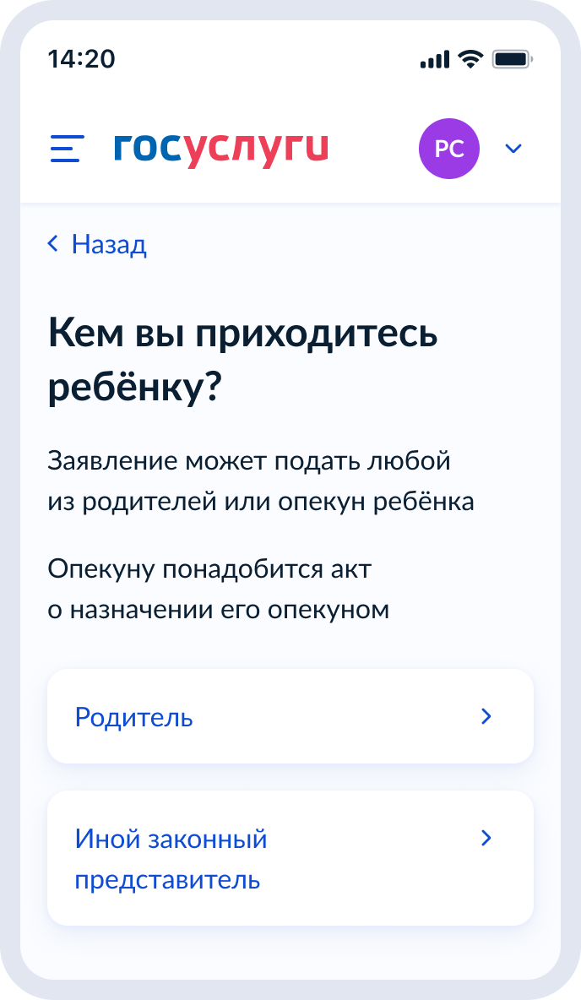 14:20
госуслуги
РС
Назад
Кем вы приходитесь
ребёнку?
Заявление может подать любой
из родителей или опекун ребёнка
Опекуну понадобится акт
о назначении его опекуном
Родитель
Иной законный
представитель